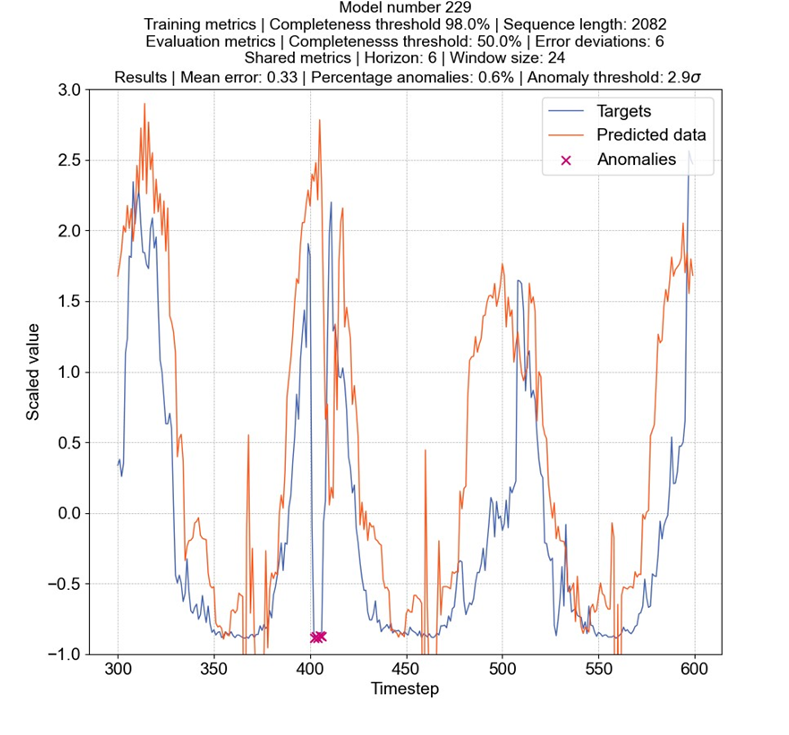 Model number 229
Training metrics | Completeness threshold 98.0% | Sequence length: 2082
Evaluation metrics | Completenesss threshold: 50.0% | Error deviations: 6
Shared metrics | Horizon: 6 | Window size: 24
Results | Mean error: 0.33 | Percentage anomalies: 0.6% | Anomaly threshold: 2.9σ
Targets
Predicted data
Anomalies
3.0
2.5
2.0
1.5
1.0
0.5
0.0
−0.5
−1.0
Scaled value
300
350
400
450
500
550
600
Timestep